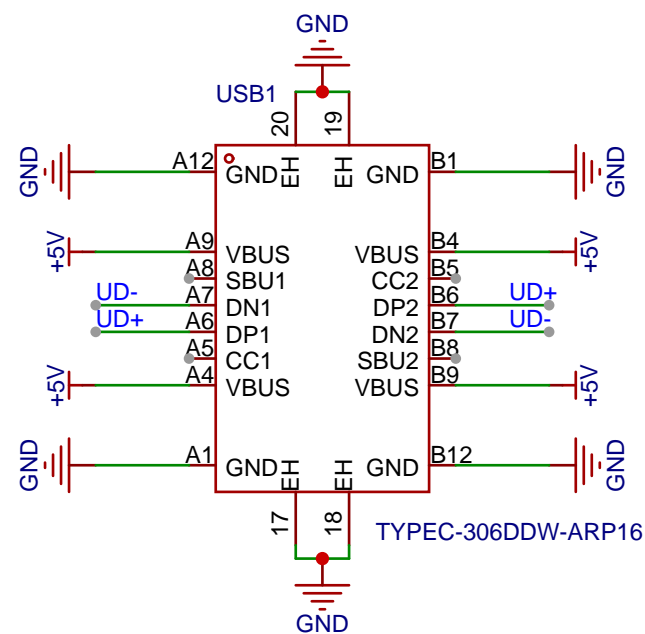 GND
USB1
20
19
GND
A12
GND
EH
EH
GND
B1
GND
+5V
A9
VBUS
VBUS
B4
+5V
A8
SBU1
CC2
B5
UD-
A7
DN1
DP2
B6
UD+
UD+
A6
DP1
DN2
B7
UD-
A5
CC1
SBU2
B8
+5V
A4
VBUS
VBUS
B9
+5V
GND
A1
GND
EH
EH
GND
B12
GND
17
18
TYPEC-306DDW-ARP16
GND